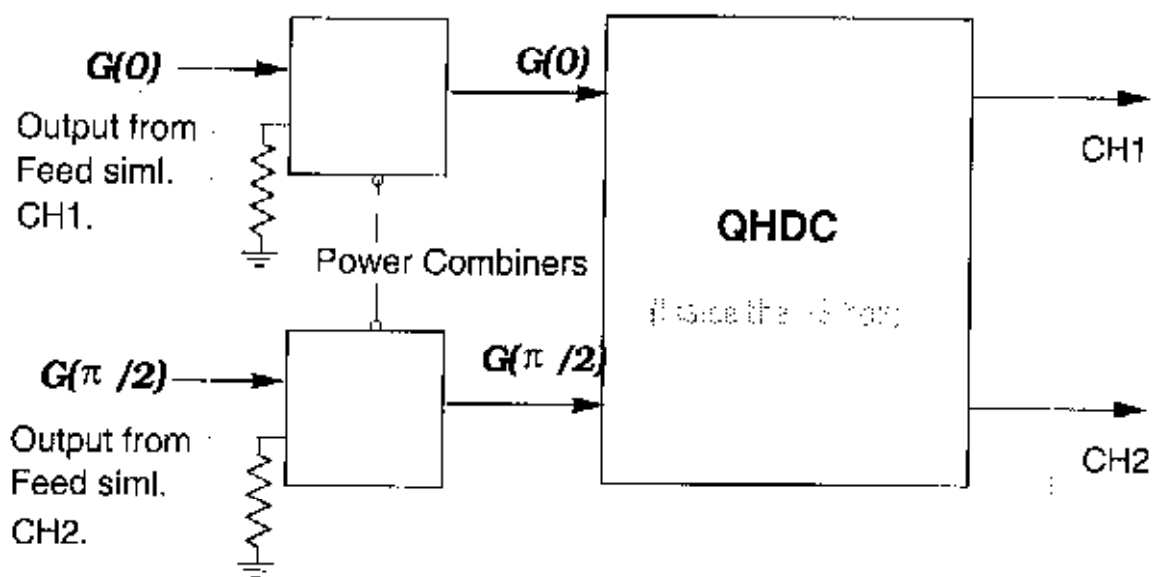 G(0)
Output from
Feed siml.
CH1.
G(0)
CH1
QHDC
Power Combiners
G(π /2)
Output from
Feed siml.
CH2.
G(π /2)
CH2